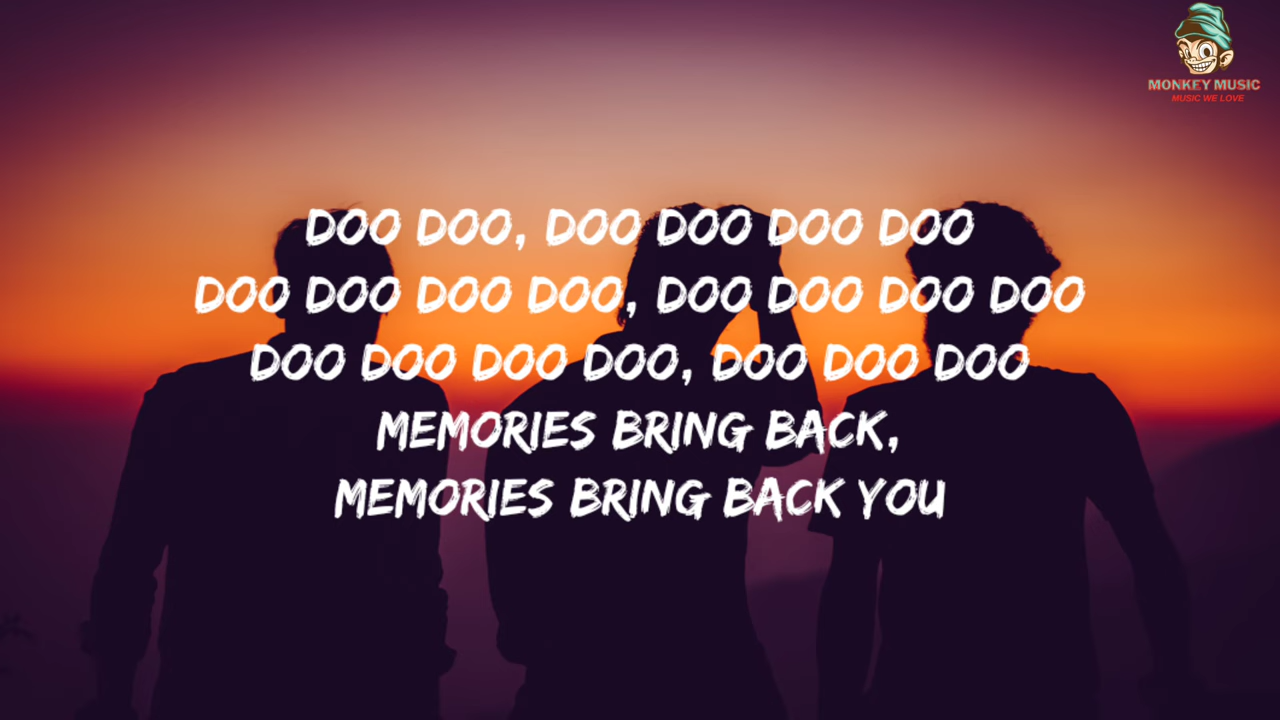 MONKEY MUSIC
MUSIC WE LOVE
DOO DOO, DOO DOO DOO DOO
DOO DOO DOO DOO, DOO DOO DOO DOO
DOO DOO DOO DOO, DOO DOO DOO
MEMORIES BRING BACK,
MEMORIES BRING BACK YOU